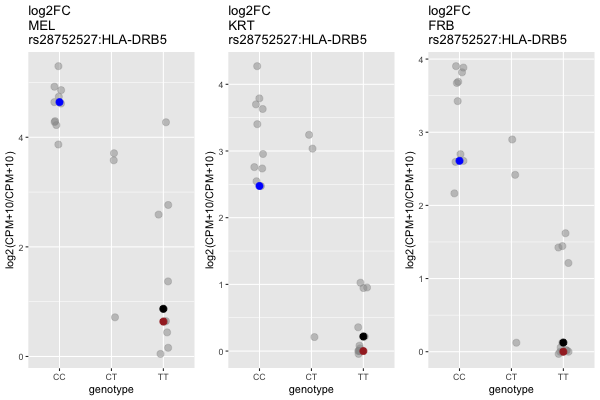 log2FC
MEL
rs28752527:HLA-DRB5
log2(CPM+10/CPM+10)
4
2
0
CC CT TT
genotype
log2FC
KRT
rs28752527:HLA-DRB5
log2(CPM+10/CPM+10)
4
3
2
1
0
CC CT TT
genotype
log2FC
FRB
rs28752527:HLA-DRB5
log2(CPM+10/CPM+10)
4
3
2
1
0
CC CT TT
genotype